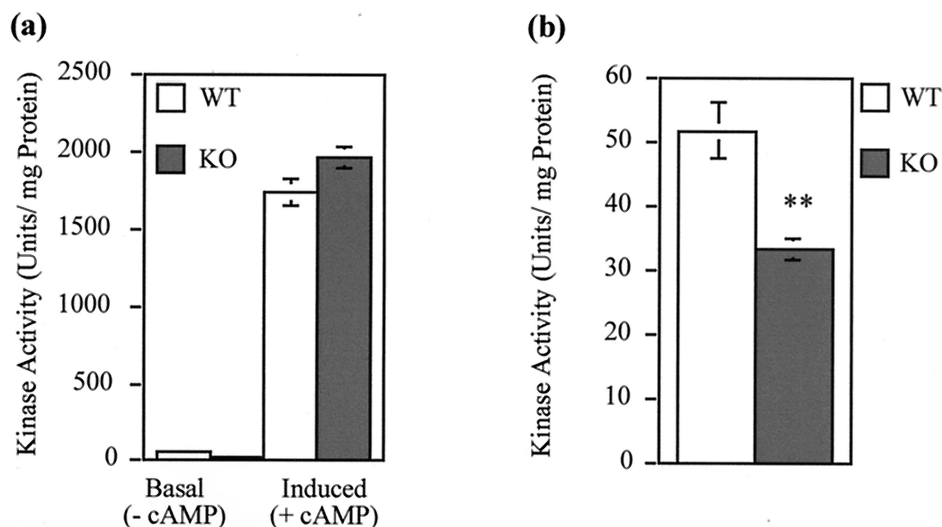 (a)
Kinase Activity (Units/ mg Protein)
2500
2000
1500
1000
500
0
WT
KO
Basal
(- cAMP)
Induced
(+ cAMP)
(b)
Kinase Activity (Units/ mg Protein)
60
50
40
30
20
10
0
**
WT
KO